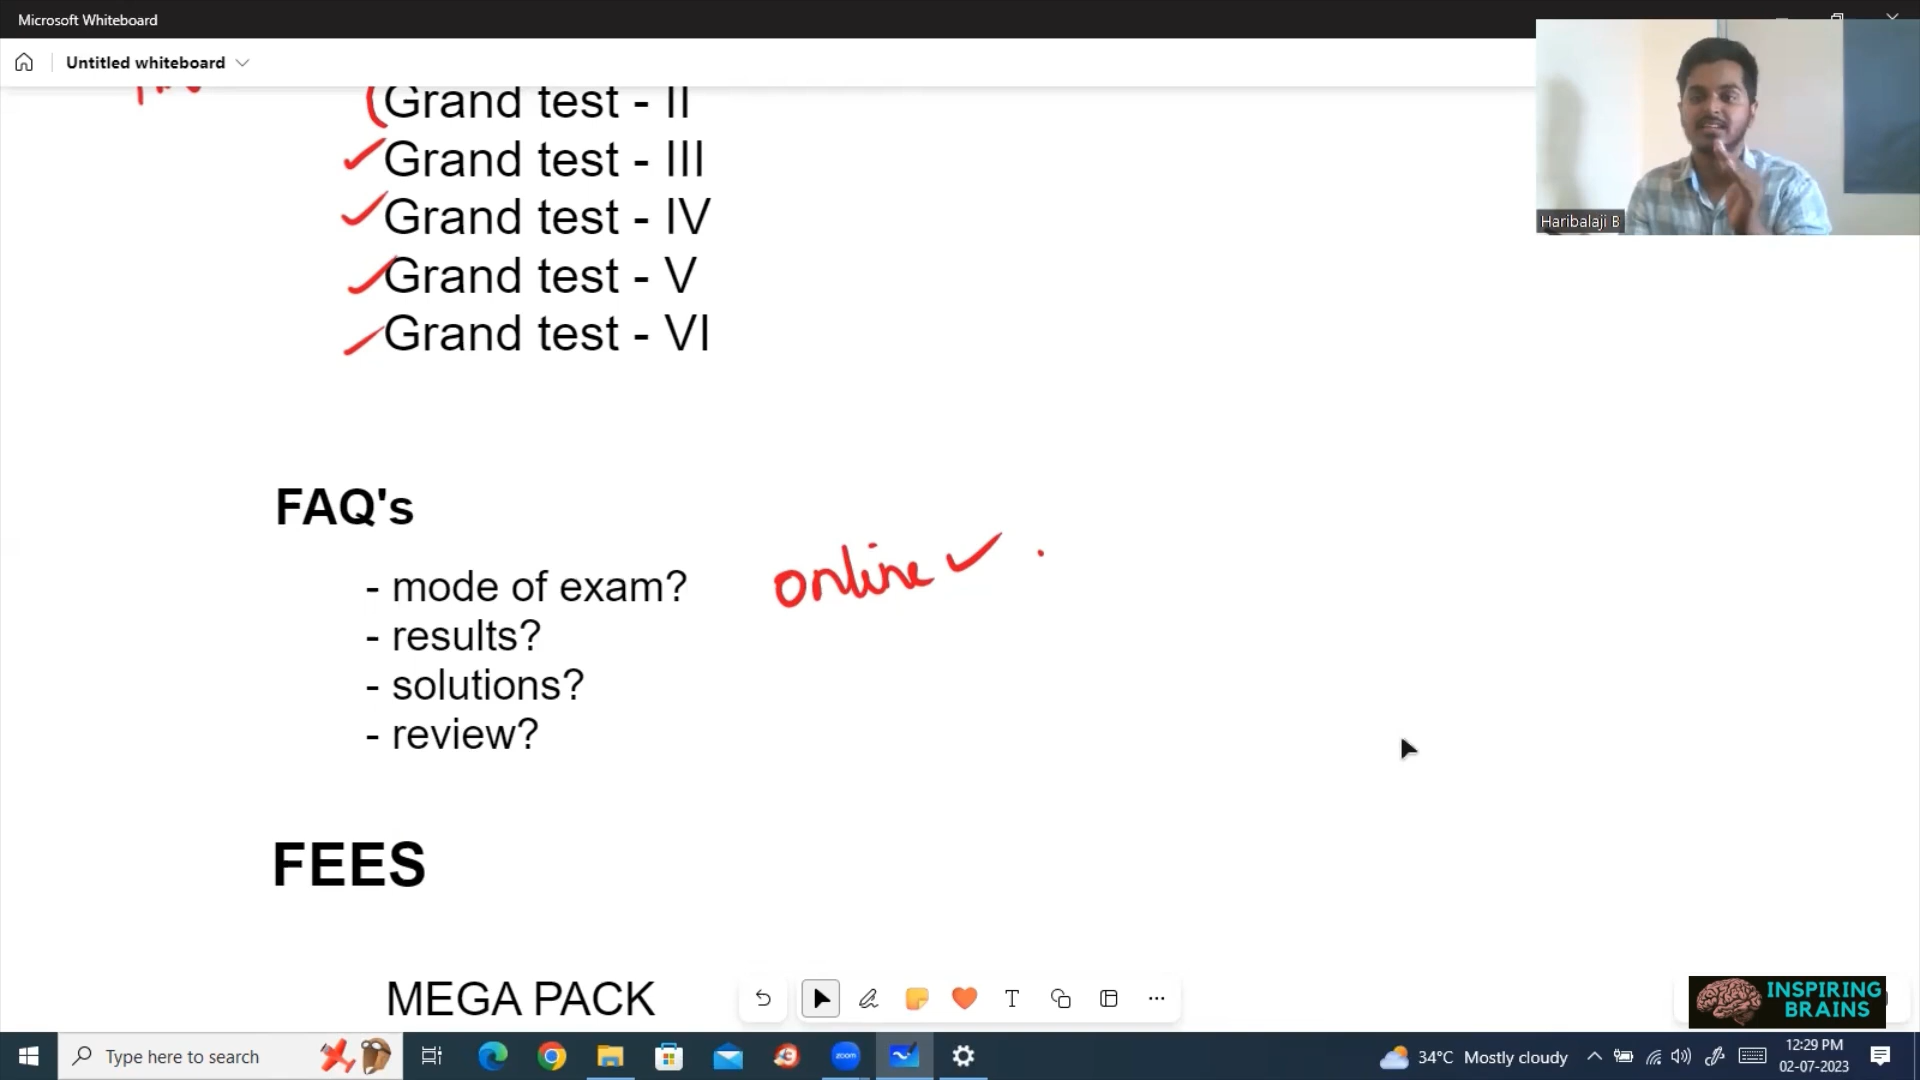 Microsoft Whiteboard
Untitled whiteboard
Grand test - II
Grand test - III
Grand test - IV
Grand test - V
Grand test - VI
Haribalaji B
FAQ's
- mode of exam? online
- results?
- solutions?
- review?
FEES
MEGA PACK
T
INSPIRING
BRAINS
Type here to search
zoom
34°C Mostly cloudy
12:29 PM
02-07-2023